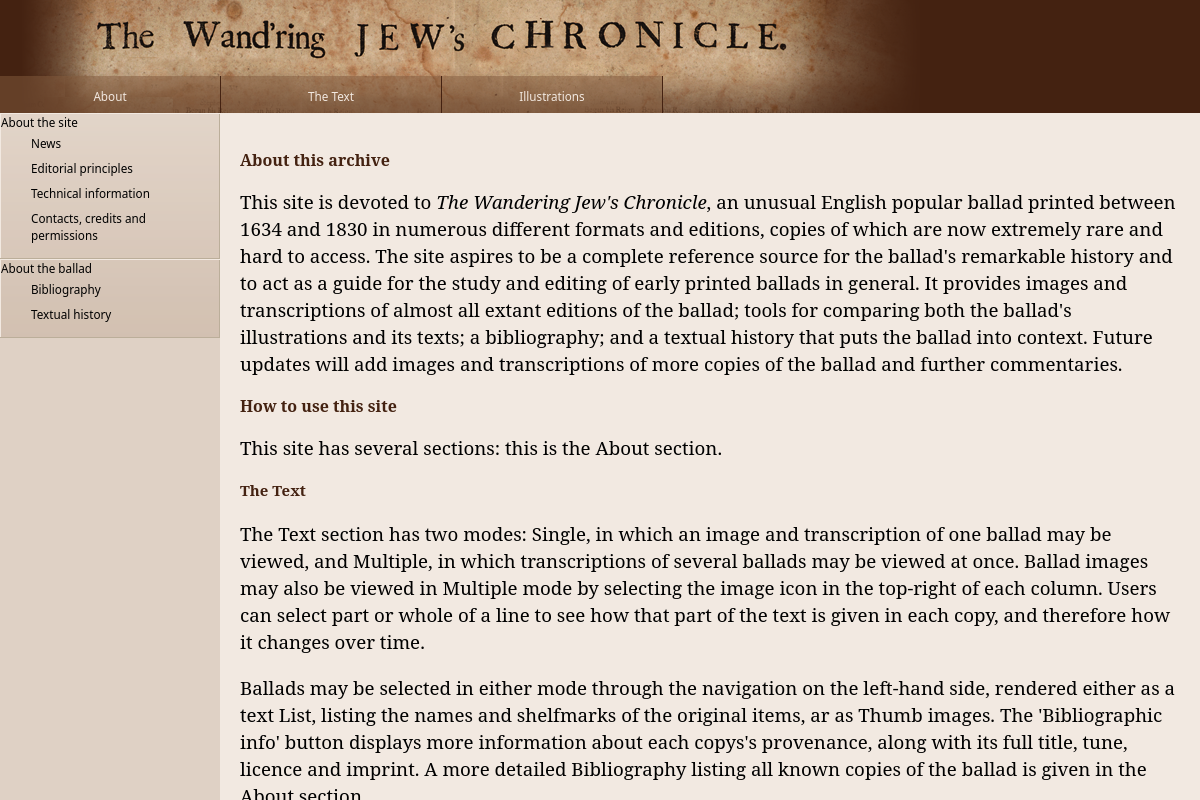 The Wand'ring JEW's CHRONICLE.
About
The Text
Illustrations
About the site
News
Editorial principles
Technical information
Contacts, credits and
permissions
About the ballad
Bibliography
Textual history
About this archive
This site is devoted to The Wandering Jew's Chronicle, an unusual English popular ballad printed between
1634 and 1830 in numerous different formats and editions, copies of which are now extremely rare and
hard to access. The site aspires to be a complete reference source for the ballad's remarkable history and
to act as a guide for the study and editing of early printed ballads in general. It provides images and
transcriptions of almost all extant editions of the ballad; tools for comparing both the ballad's
illustrations and its texts; a bibliography; and a textual history that puts the ballad into context. Future
updates will add images and transcriptions of more copies of the ballad and further commentaries.
How to use this site
This site has several sections: this is the About section.
The Text
The Text section has two modes: Single, in which an image and transcription of one ballad may be
viewed, and Multiple, in which transcriptions of several ballads may be viewed at once. Ballad images
may also be viewed in Multiple mode by selecting the image icon in the top-right of each column. Users
can select part or whole of a line to see how that part of the text is given in each copy, and therefore how
it changes over time.
Ballads may be selected in either mode through the navigation on the left-hand side, rendered either as a
text List, listing the names and shelfmarks of the original items, ar as Thumb images. The 'Bibliographic
info' button displays more information about each copys's provenance, along with its full title, tune,
licence and imprint. A more detailed Bibliography listing all known copies of the ballad is given in the
About section.